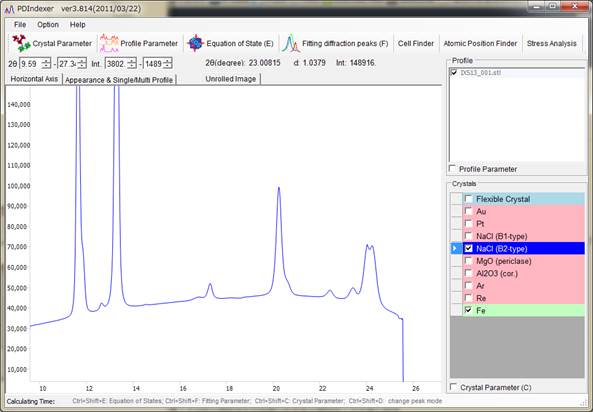 PDIndexer ver3.814(2011/03/22)
File Option Help
Crystal Parameter Profile Parameter Equation of State (E) Fitting diffraction peaks (F) Cell Finder Atomic Position Finder Stress Analysis
2θ 9.59 - 27.34 Int. 3802. - 1489 2θ(degree): 23.00815 d: 1.0379 Int: 148916.
Horizontal Axis Appearance & Single/Multi Profile Unrolled Image
Profile
Profile Parameter
Crystals
Flexible Crystal
Au
Pt
NaCl (B1-type)
NaCl (B2-type)
MgO (periclase)
Al2O3 (cor.)
Ar
Re
Fe
Crystal Parameter (C)
140,000
130,000
120,000
110,000
100,000
90,000
80,000
70,000
60,000
50,000
40,000
30,000
20,000
10,000
10 12 14 16 18 20 22 24 26
Calculating Time: Ctrl+Shift+E: Equation of States; Ctrl+Shift+F: Fitting Parameter; Ctrl+Shift+C: Crystal Parameter; Ctrl+Shift+D: change peak mode